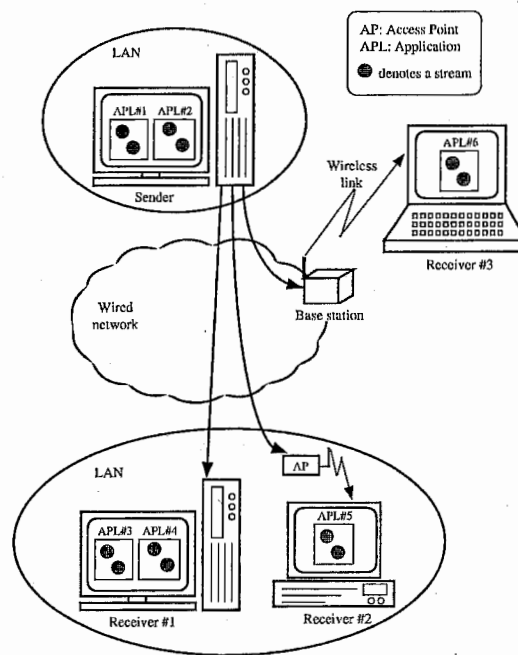 AP: Access Point
APL: Application
denotes a stream
LAN
APL#1 APL#2
Sender
Wireless
link
APL#6
Receiver #3
Wired
network
Base station
LAN
AP
APL#3 APL#4
APL#5
Receiver #1
Receiver #2